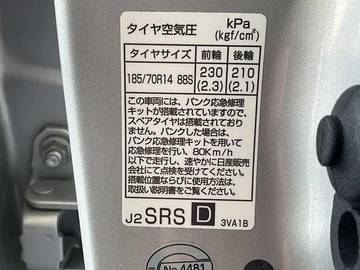 タイヤ空気圧 kPa (kgf/cm²)
タイヤサイズ 前輪 後輪
185/70R14 88S 230 (2.3) 210 (2.1)
この車両には、パンク応急修理
キットが搭載されていますので、
スペアタイヤは搭載されており
ません。パンクした場合は、
パンク応急修理キットを用いて
応急修理を行い、80km/h
以下で走行し、速やかに日産販売
会社にて点検を受けてください。
搭載位置ならびに使用方法は、
取扱い説明書をご覧ください。
J2 SRS D 3VA1B
No.4481